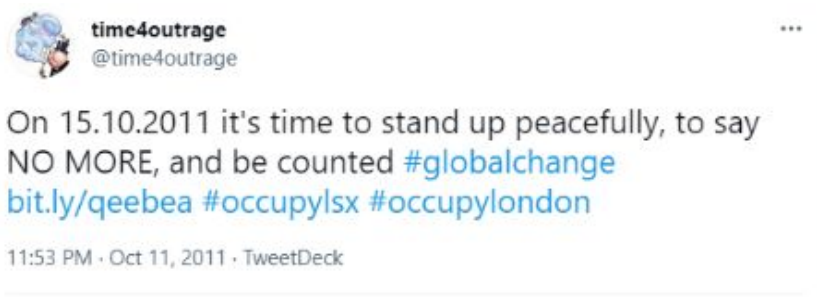 time4outrage
@time4outrage
On 15.10.2011 it's time to stand up peacefully, to say
NO MORE, and be counted #globalchange
bit.ly/qeebea #occupylsx #occupylondon
11:53 PM · Oct 11, 2011 · TweetDeck